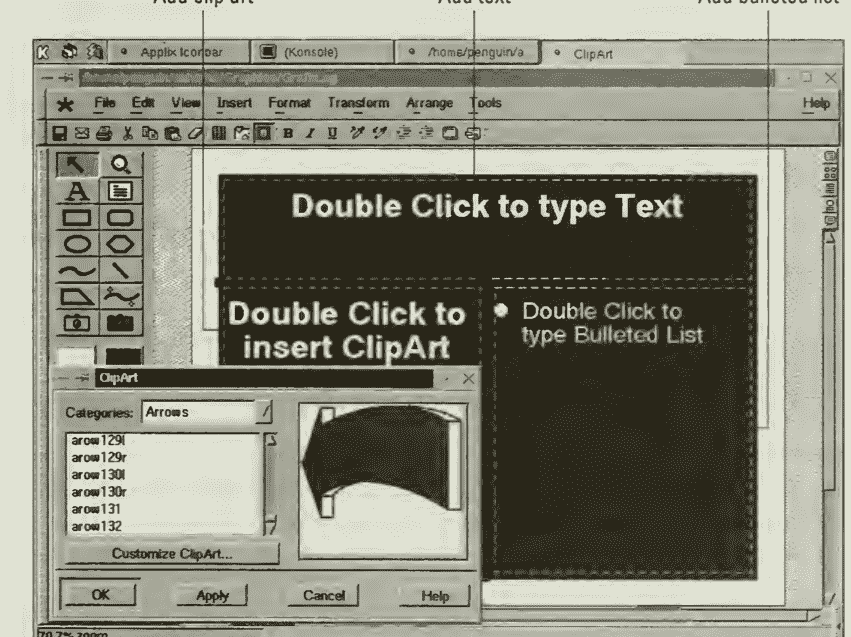 Add clip art Add text Add bulleted list
Applix Iconbar (Konsole) /home/penguin/a ClipArt
File Edit View Insert Format Transform Arrange Tools Help
B I U
A
Double Click to type Text
Double Click to
insert ClipArt
Double Click to
type Bulleted List
ClipArt
Categories: Arrows
arow129l
arow129r
arow130l
arow130r
arow131
arow132
Customize ClipArt...
OK Apply Cancel Help
70.7% zoom